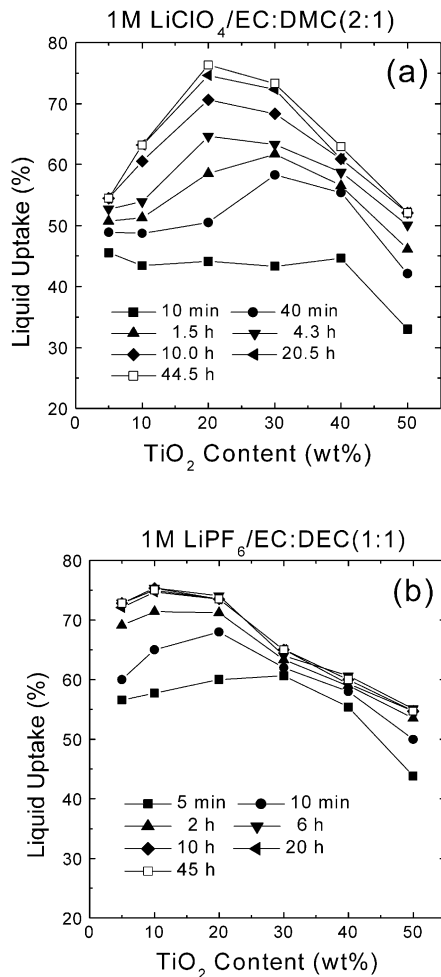 1M LiClO₄/EC:DMC(2:1)
(a)
80
70
60
50
40
30
20
Liquid Uptake (%)
10 min 40 min
1.5 h 4.3 h
10.0 h 20.5 h
44.5 h
0 10 20 30 40 50
TiO₂ Content (wt%)
1M LiPF₆/EC:DEC(1:1)
(b)
80
70
60
50
40
30
20
Liquid Uptake (%)
5 min 10 min
2 h 6 h
10 h 20 h
45 h
0 10 20 30 40 50
TiO₂ Content (wt%)